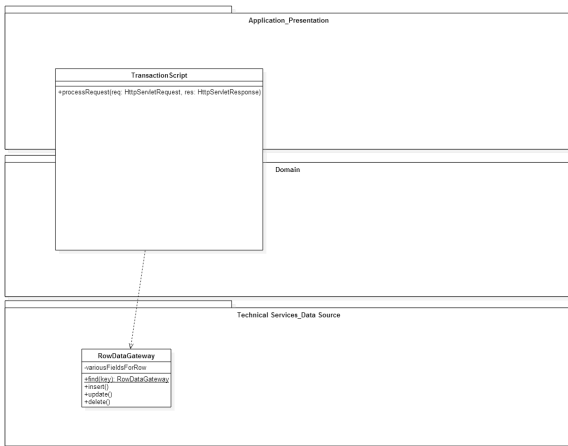 Application_Presentation
TransactionScript
+processRequest(req: HttpServletRequest, res: HttpServletResponse)
Domain
Technical Services_Data Source
RowDataGateway
-variousFieldsForRow
+find(key): RowDataGateway
+insert()
+update()
+delete()